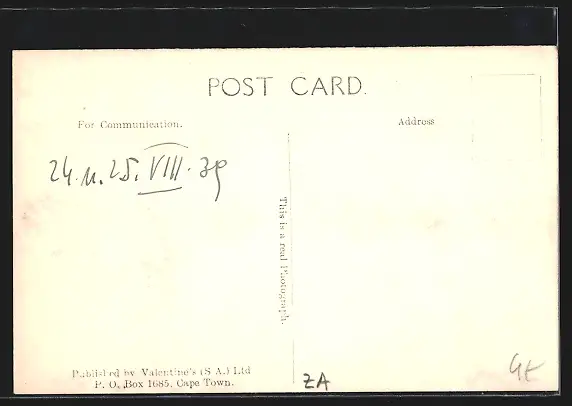 POST CARD.
For Communication.
Address
24. u. 25. VIII. 39
This is a real Photograph.
Published by Valentine's (S A.) Ltd
P. O. Box 1685, Cape Town.
ZA